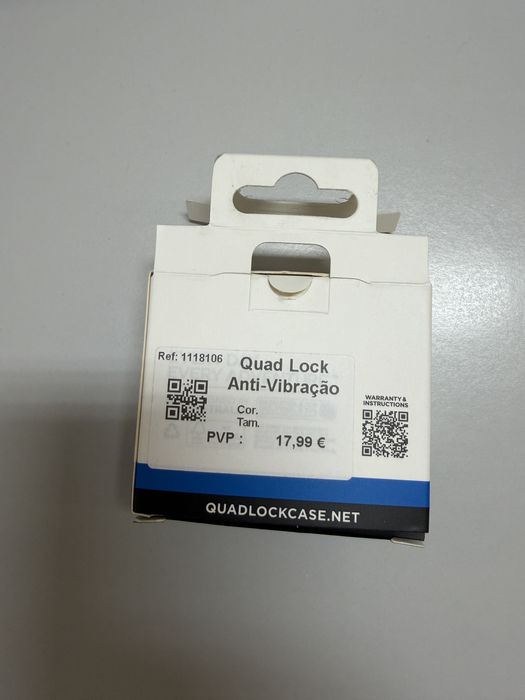 Ref: 1118106
Quad Lock
Anti-Vibração
Cor.
Tam.
PVP : 17,99 €
WARRANTY &
INSTRUCTIONS
QUADLOCKCASE.NET